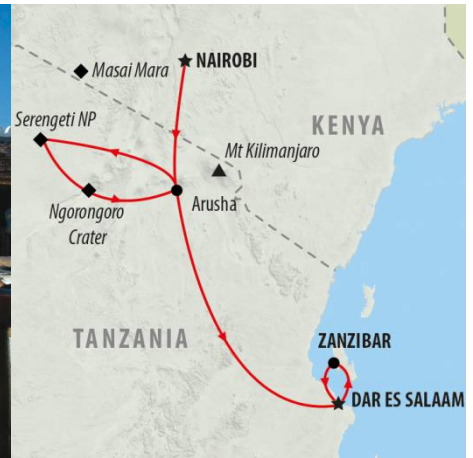 NAIROBI
Masai Mara
Serengeti NP
KENYA
Mt Kilimanjaro
Arusha
Ngorongoro
Crater
TANZANIA
ZANZIBAR
DAR ES SALAAM